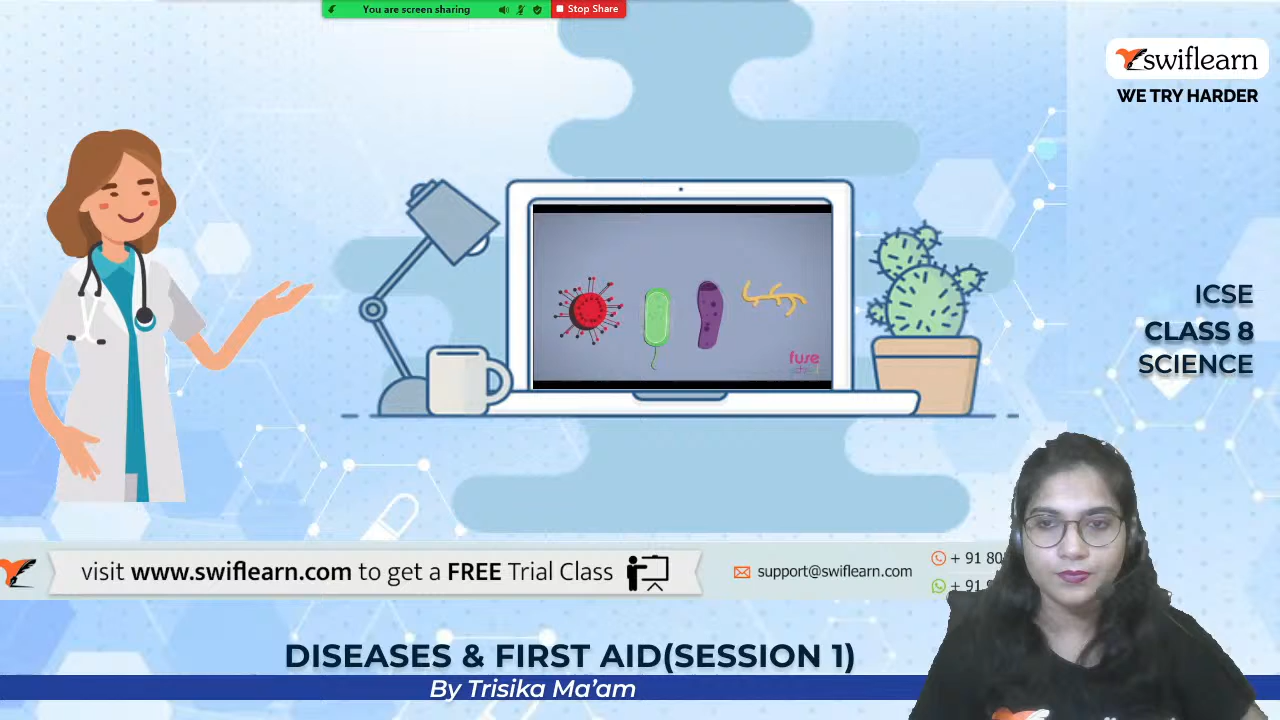 You are screen sharing
Stop Share
swiflearn
WE TRY HARDER
ICSE
CLASS 8
SCIENCE
fuse
visit www.swiflearn.com to get a FREE Trial Class
support@swiflearn.com
+ 91 80
+ 91
DISEASES & FIRST AID(SESSION 1)
By Trisika Ma'am